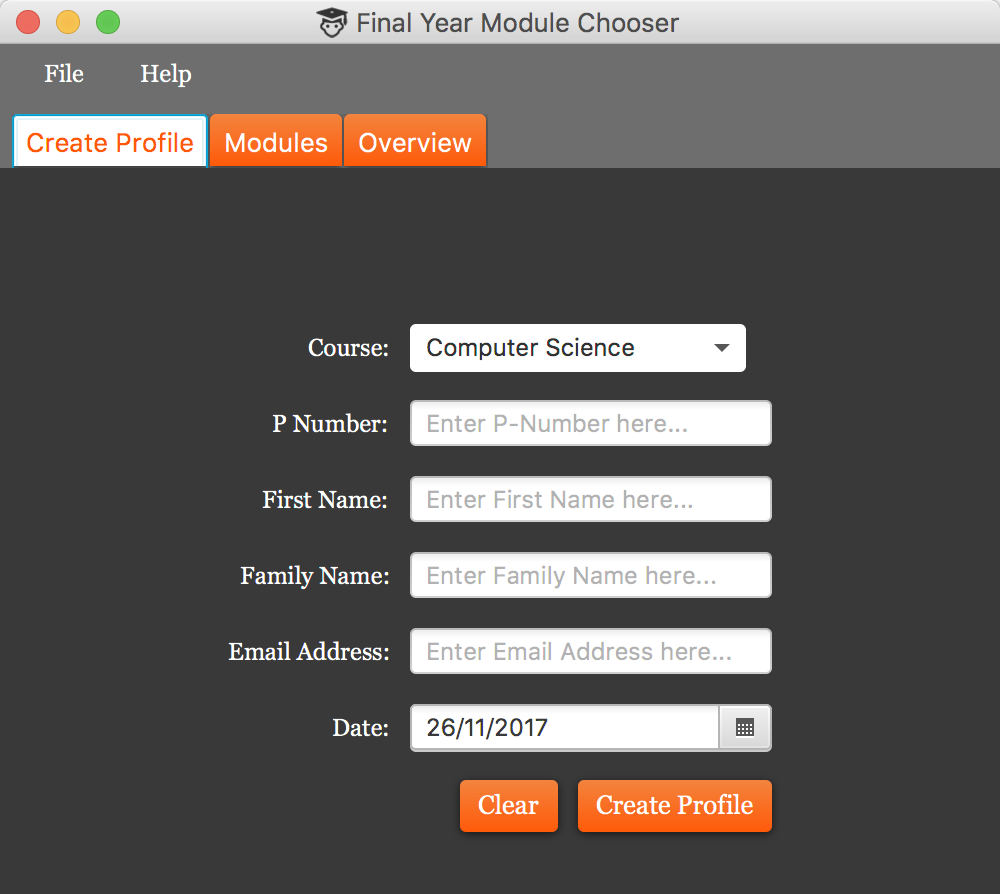 Final Year Module Chooser
File Help
Create Profile Modules Overview
Course: Computer Science
P Number: Enter P-Number here...
First Name: Enter First Name here...
Family Name: Enter Family Name here...
Email Address: Enter Email Address here...
Date: 26/11/2017
Clear Create Profile